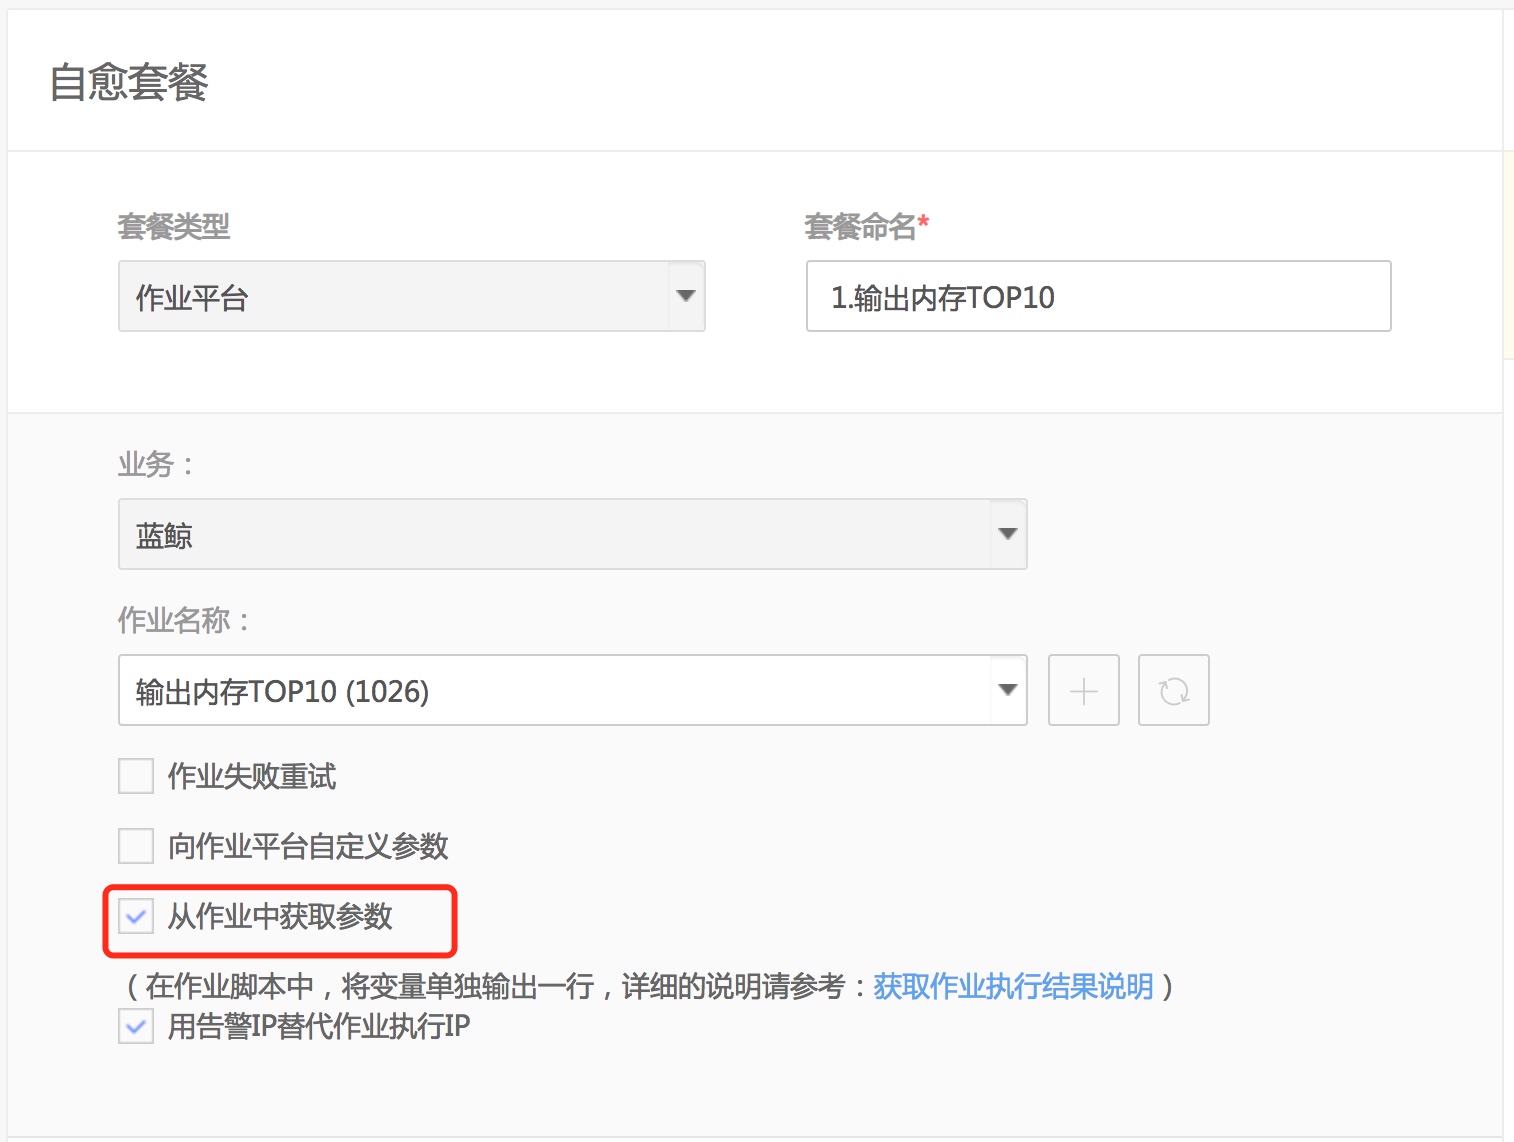 自愈套餐
套餐类型
套餐命名*
作业平台
1.输出内存TOP10
业务：
蓝鲸
作业名称：
输出内存TOP10 (1026)
作业失败重试
向作业平台自定义参数
从作业中获取参数
（在作业脚本中，将变量单独输出一行，详细的说明请参考：获取作业执行结果说明）
用告警IP替代作业执行IP